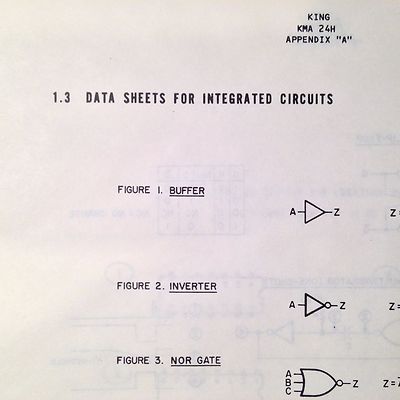 KING
KMA 24H
APPENDIX "A"
1.3 DATA SHEETS FOR INTEGRATED CIRCUITS
FIGURE 1. BUFFER
A Z Z=
FIGURE 2. INVERTER
A Z Z=
FIGURE 3. NOR GATE
A
B Z Z=
C